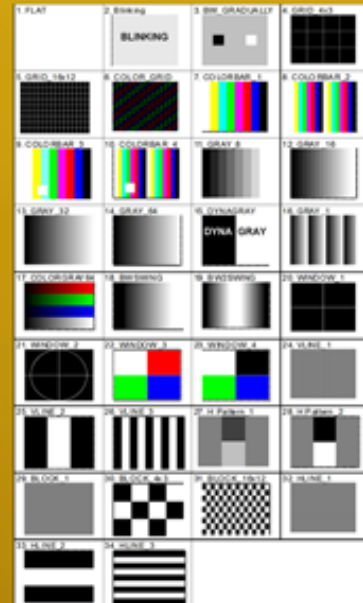 1. FLAT
2. Blinking
3. BW_GRADUALLY
4. GRID_4x3
BLINKING
5. GRID_16x12
6. COLOR_GRID
7. COLORBAR_1
8. COLORBAR_2
9. COLORBAR_3
10. COLORBAR_4
11. GRAY_8
12. GRAY_16
13. GRAY_32
14. GRAY_64
15. DYNAGRAY
16. GRAY_1
DYNA GRAY
17. COLORGRAY64
18. BWSWING
19. BW2SWING
20. WINDOW_1
21. WINDOW_2
22. WINDOW_3
23. WINDOW_4
24. VLINE_1
25. VLINE_2
26. VLINE_3
27. H Pattern_1
28. H Pattern_2
29. BLOCK_1
30. BLOCK_4x3
31. BLOCK_16x12
32. HLINE_1
33. HLINE_2
34. HLINE_3